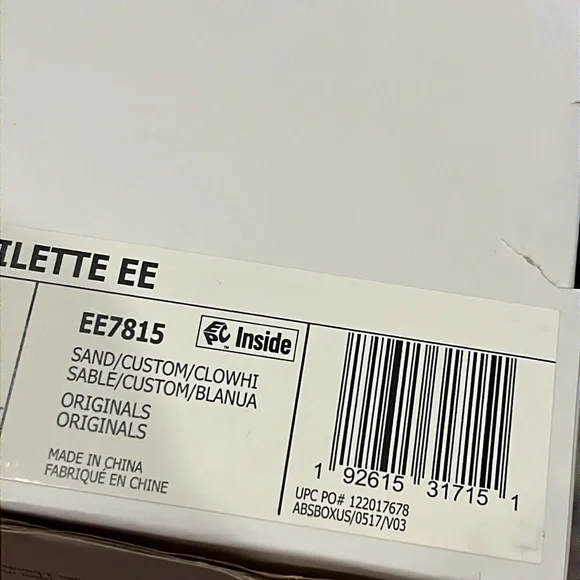 ILETTE EE
EE7815
EPC Inside
SAND/CUSTOM/CLOWHI
SABLE/CUSTOM/BLANUA
ORIGINALS
ORIGINALS
MADE IN CHINA
FABRIQUÉ EN CHINE
1 92615 31715 1
UPC PO# 122017678
ABSBOXUS/0517/V03